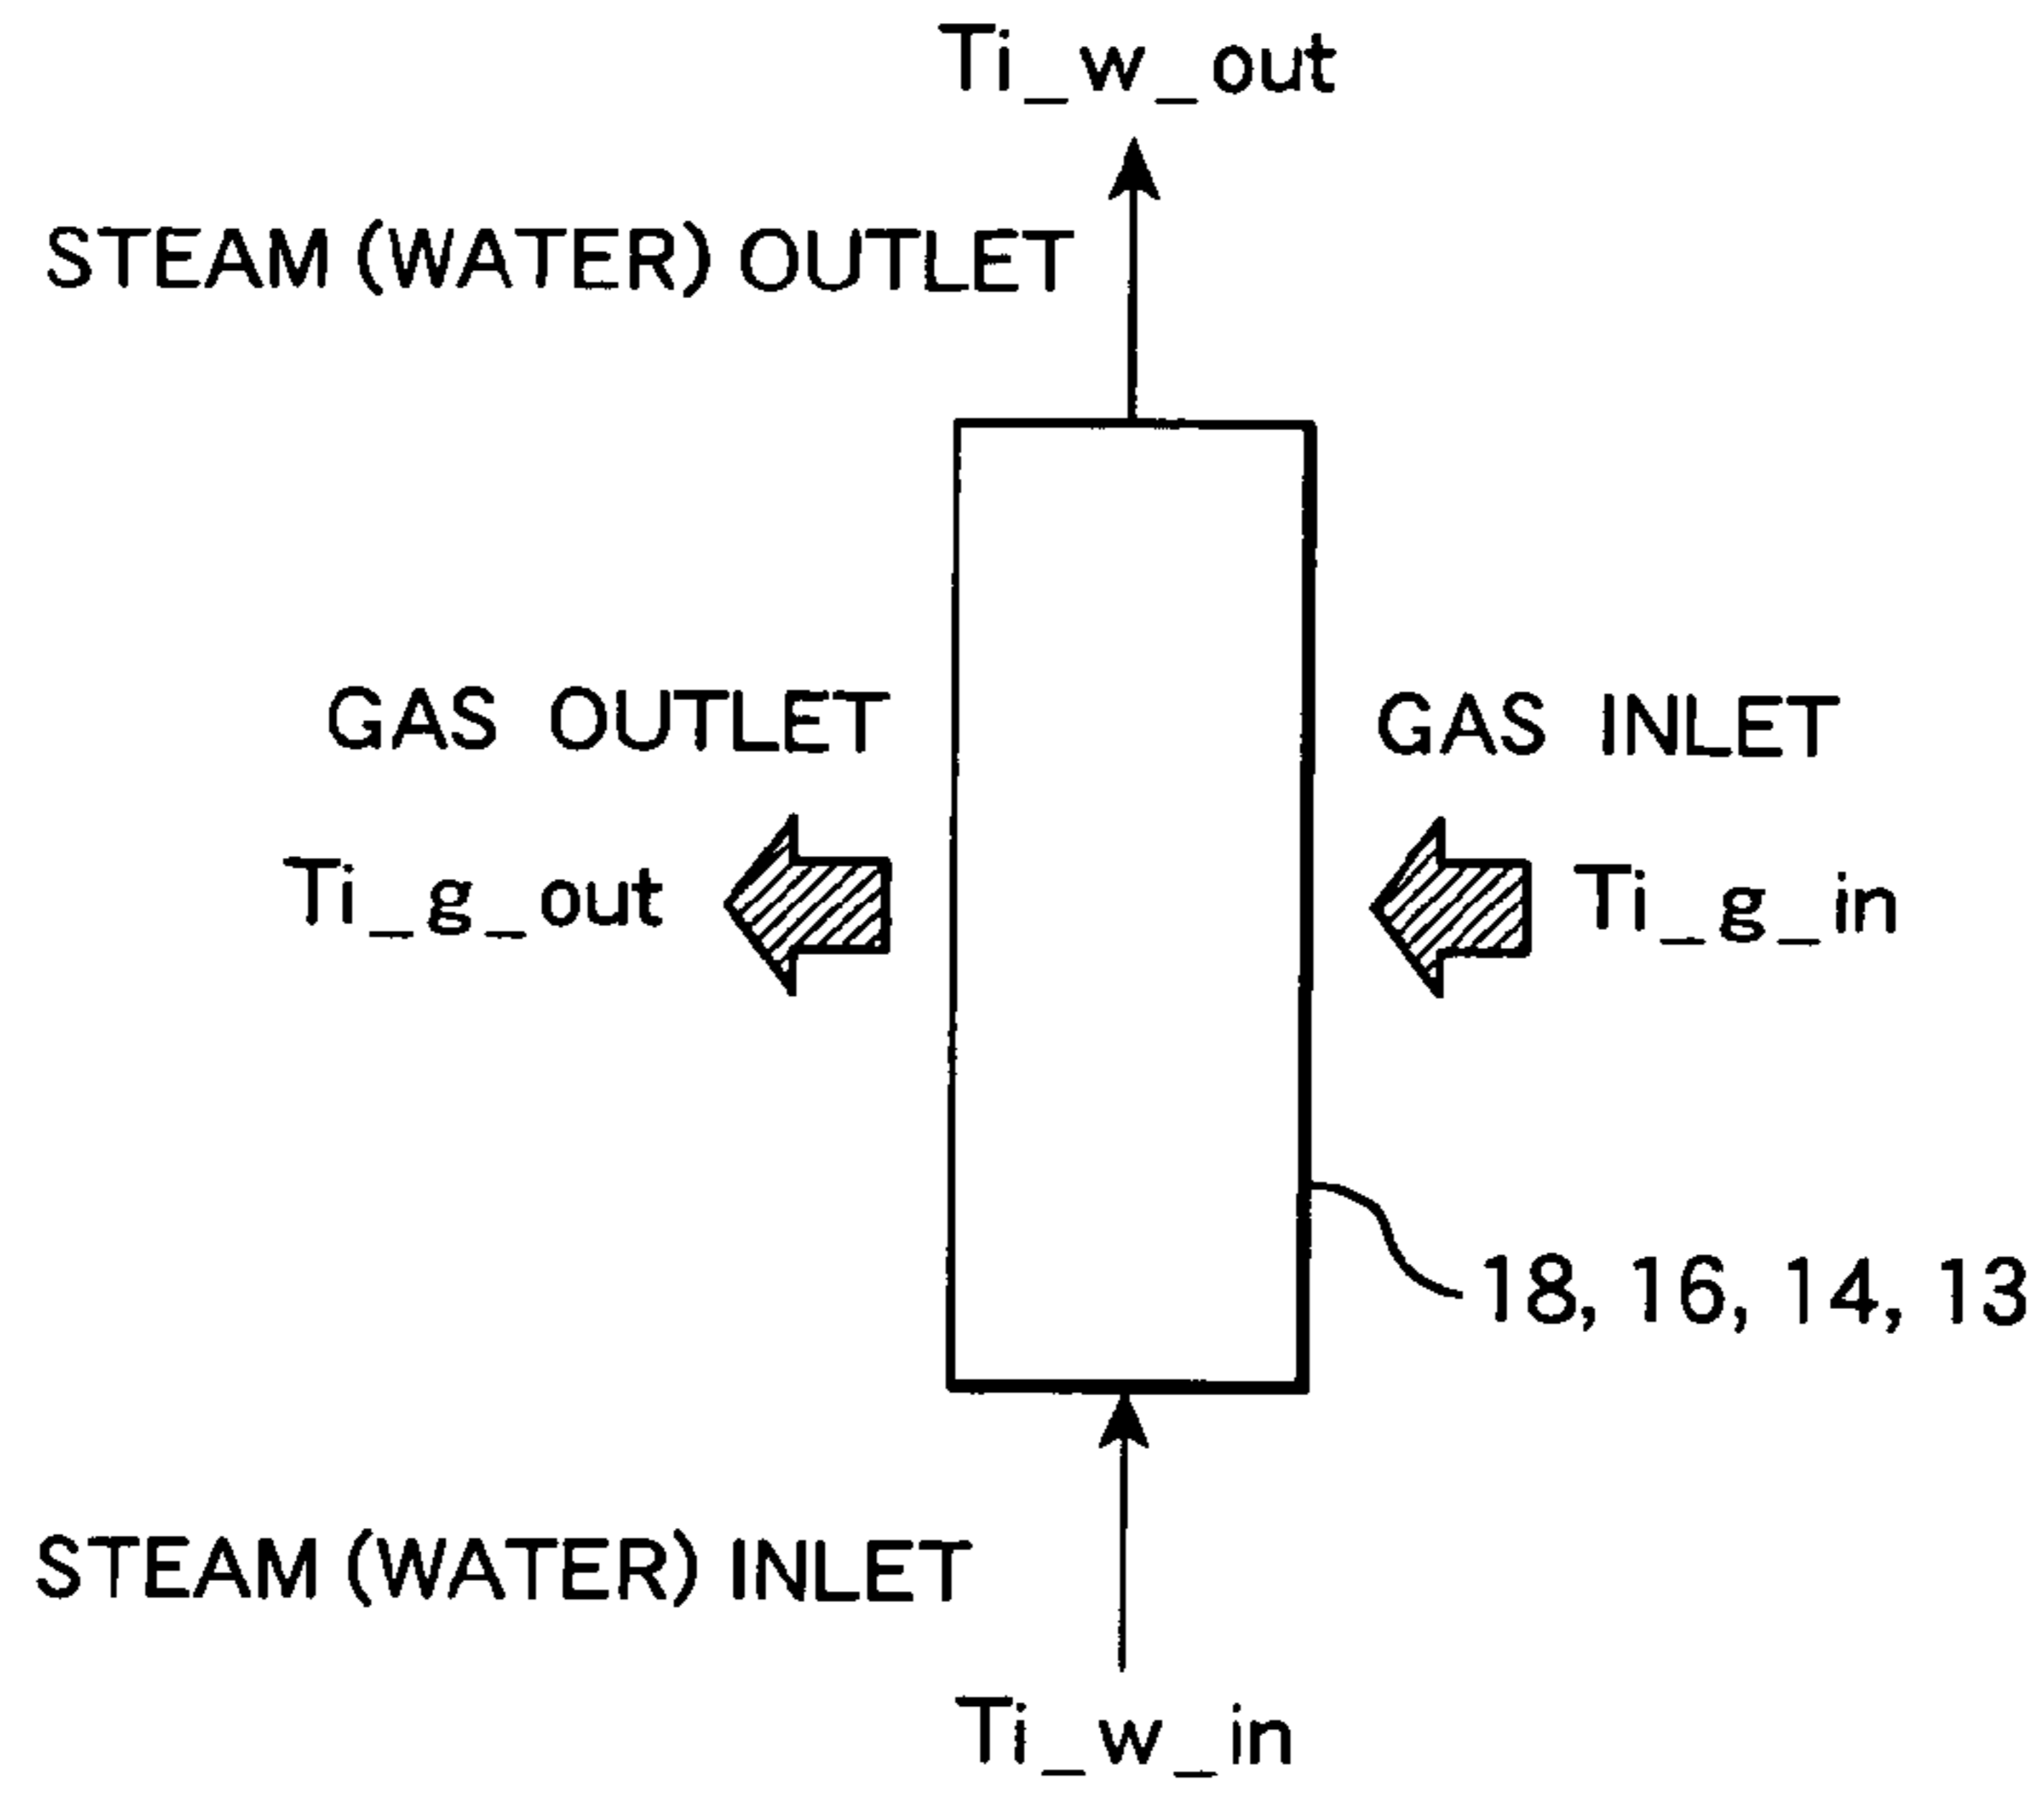 Ti_w_out
STEAM (WATER) OUTLET
GAS OUTLET
GAS INLET
Ti_g_out
Ti_g_in
18, 16, 14, 13
STEAM (WATER) INLET
Ti_w_in